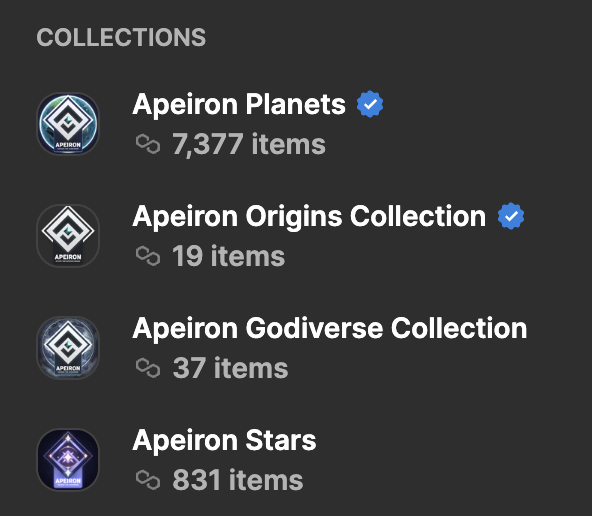 COLLECTIONS
APEIRON
Apeiron Planets
7,377 items
APEIRON
Apeiron Origins Collection
19 items
APEIRON
Apeiron Godiverse Collection
37 items
APEIRON
Apeiron Stars
831 items